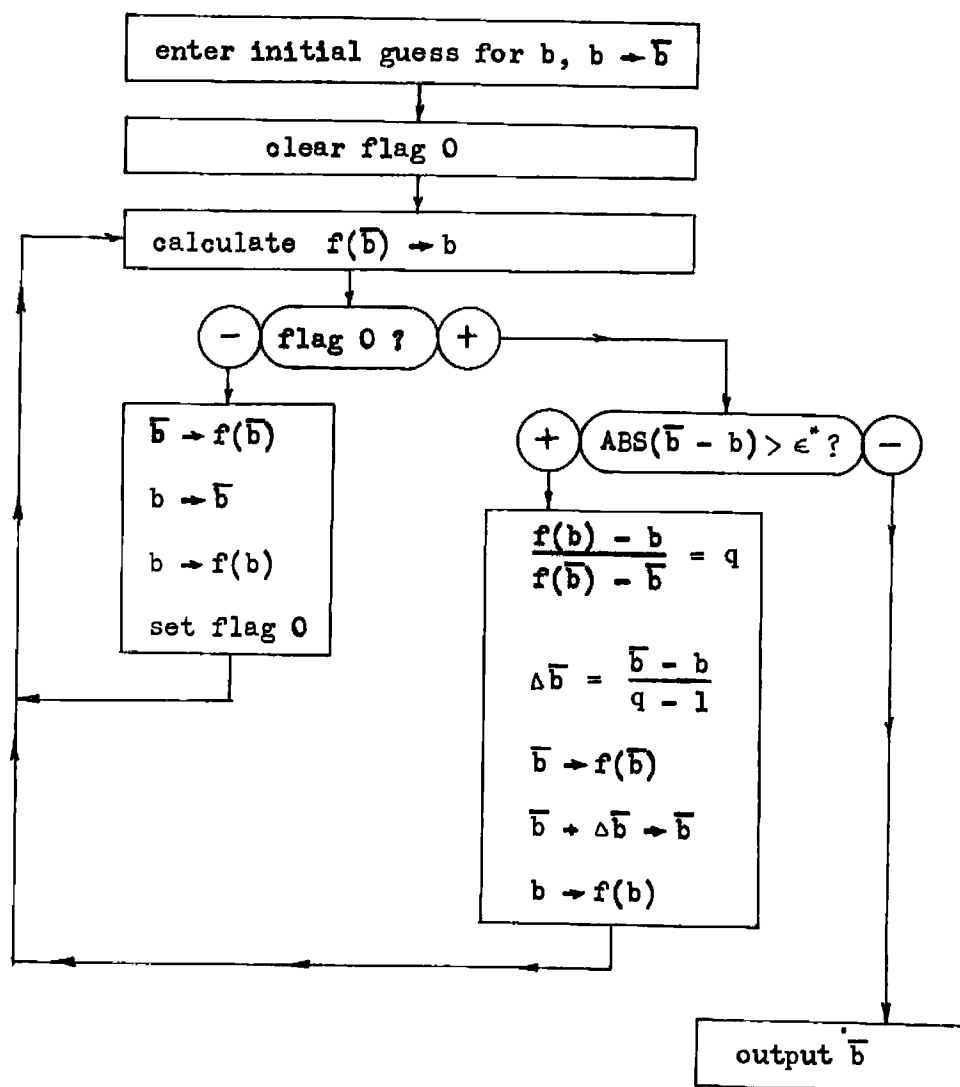 enter initial guess for b, b → b̅
clear flag 0
calculate f(b̅) → b
− flag 0 ? +
b̅ → f(b̅)
b → b̅
b → f(b)
set flag 0
+ ABS(b̅ − b) > ϵ* ? −
f(b) − b
f(b̅) − b̅
= q
Δb̅ =
b̅ − b
q − 1
b̅ → f(b̅)
b̅ + Δb̅ → b̅
b → f(b)
output b̅